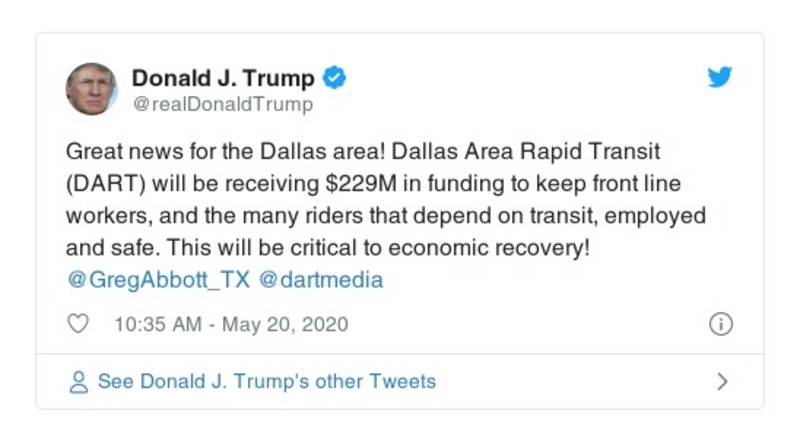 Donald J. Trump
@realDonaldTrump
Great news for the Dallas area! Dallas Area Rapid Transit
(DART) will be receiving $229M in funding to keep front line
workers, and the many riders that depend on transit, employed
and safe. This will be critical to economic recovery!
@GregAbbott_TX @dartmedia
10:35 AM - May 20, 2020
See Donald J. Trump's other Tweets